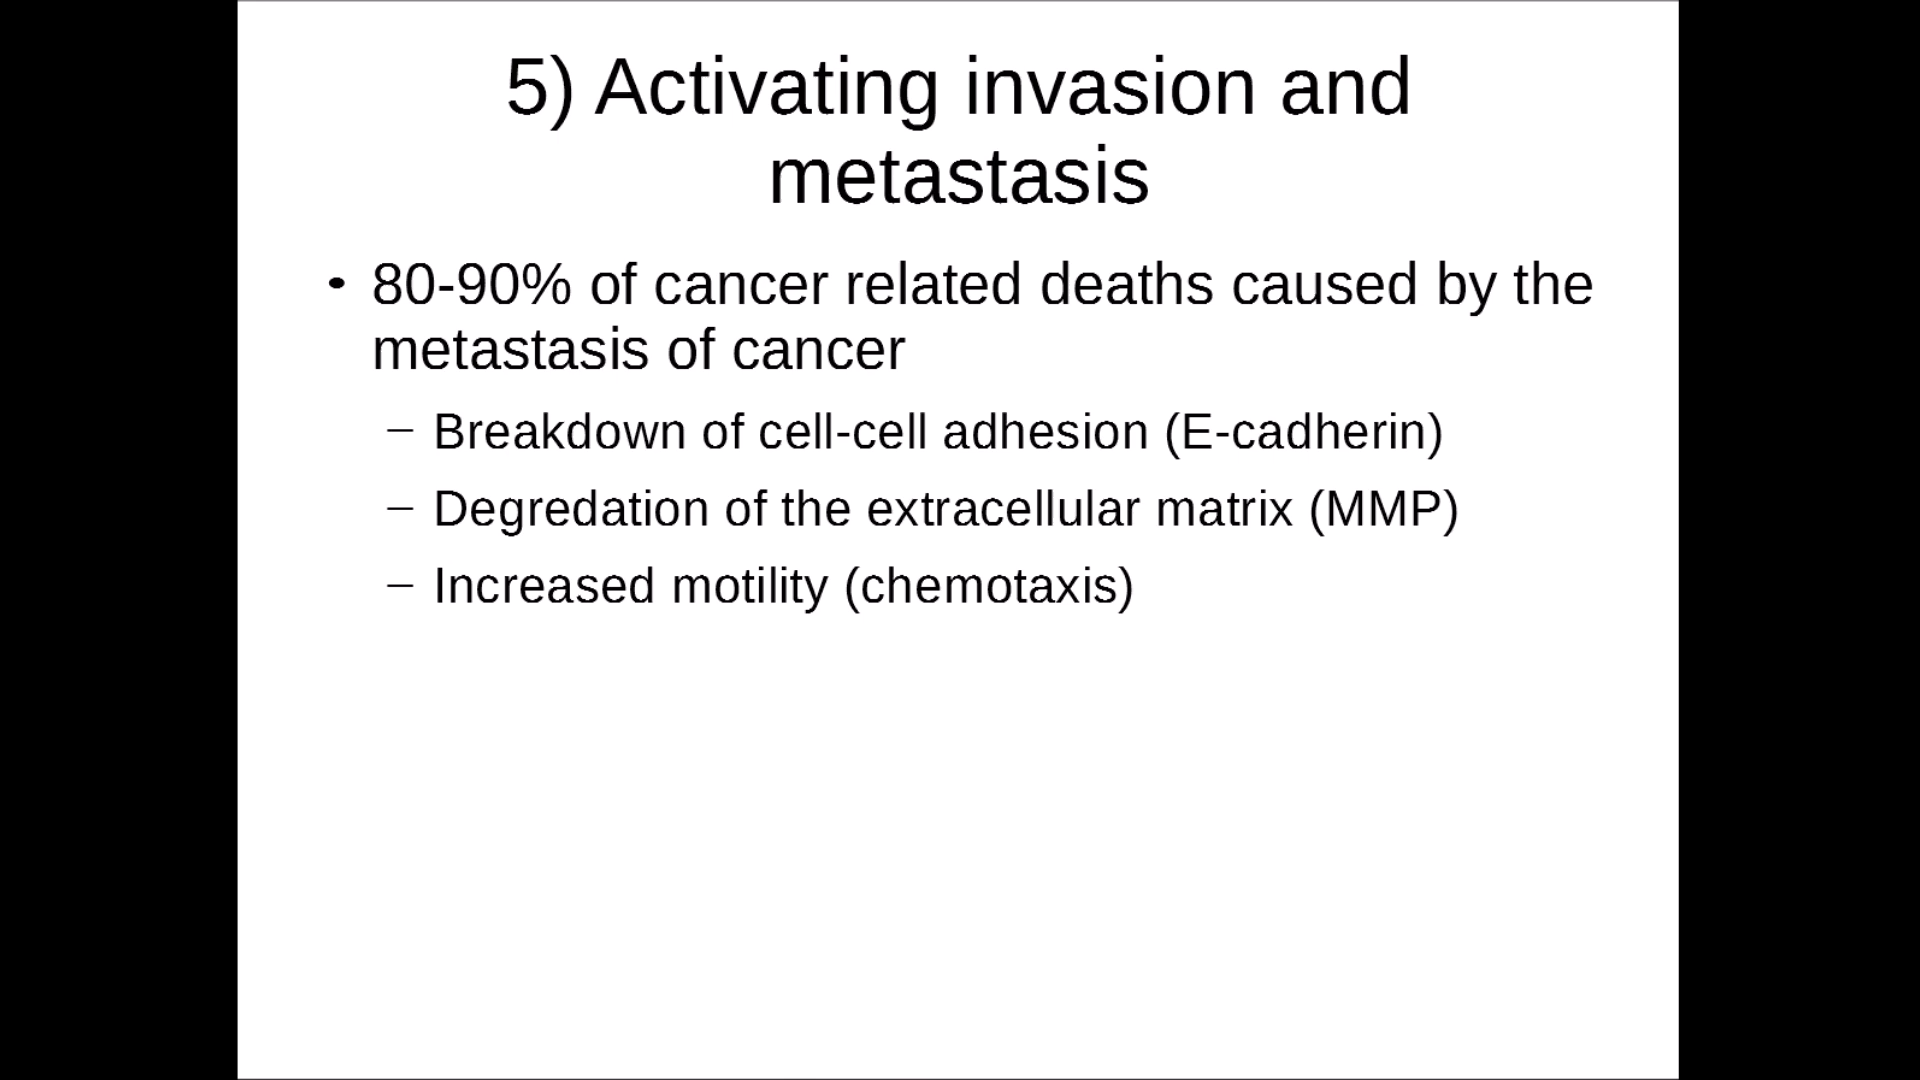 5) Activating invasion and
metastasis
• 80-90% of cancer related deaths caused by the
metastasis of cancer
– Breakdown of cell-cell adhesion (E-cadherin)
– Degredation of the extracellular matrix (MMP)
– Increased motility (chemotaxis)